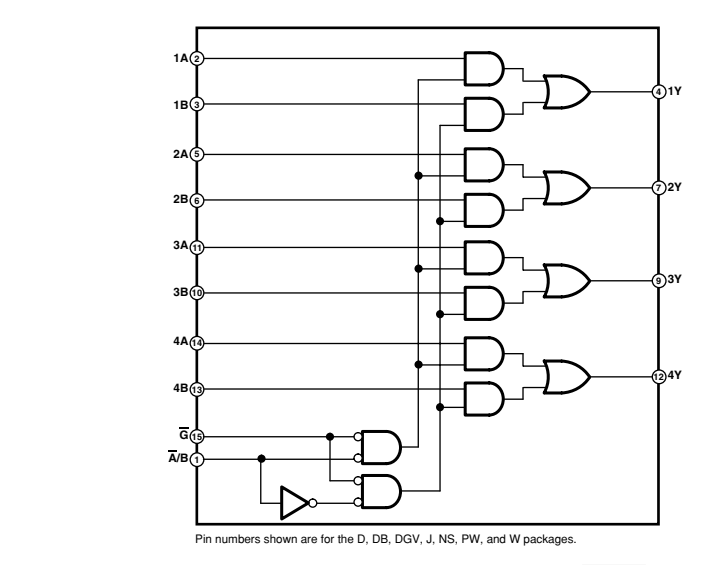 1A 2
1B 3
4 1Y
2A 5
7 2Y
2B 6
3A 11
9 3Y
3B 10
4A 14
12 4Y
4B 13
G̅ 15
A̅/B 1
Pin numbers shown are for the D, DB, DGV, J, NS, PW, and W packages.